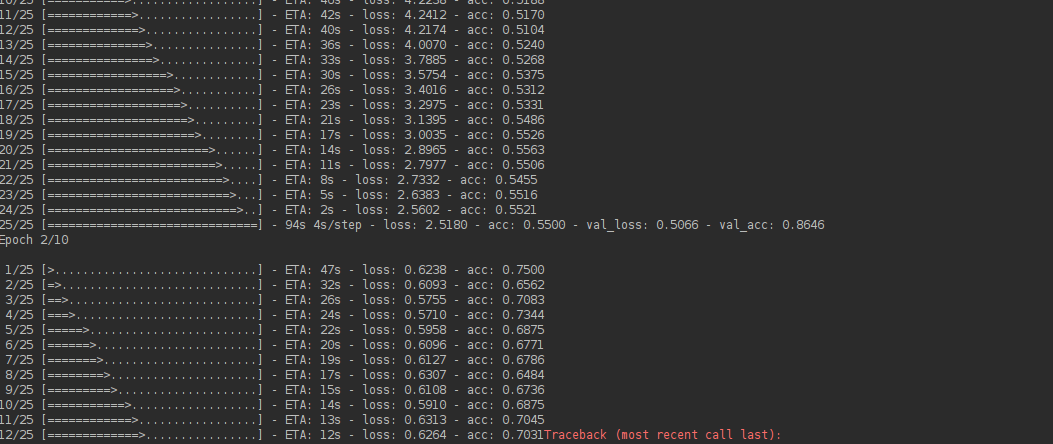 11/25 [============>.................] - ETA: 42s - loss: 4.2412 - acc: 0.5170
12/25 [=============>................] - ETA: 40s - loss: 4.2174 - acc: 0.5104
13/25 [==============>...............] - ETA: 36s - loss: 4.0070 - acc: 0.5240
14/25 [===============>..............] - ETA: 33s - loss: 3.7885 - acc: 0.5268
15/25 [=================>............] - ETA: 30s - loss: 3.5754 - acc: 0.5375
16/25 [==================>...........] - ETA: 26s - loss: 3.4016 - acc: 0.5312
17/25 [===================>..........] - ETA: 23s - loss: 3.2975 - acc: 0.5331
18/25 [====================>.........] - ETA: 21s - loss: 3.1395 - acc: 0.5486
19/25 [=====================>........] - ETA: 17s - loss: 3.0035 - acc: 0.5526
20/25 [=======================>......] - ETA: 14s - loss: 2.8965 - acc: 0.5563
21/25 [========================>.....] - ETA: 11s - loss: 2.7977 - acc: 0.5506
22/25 [=========================>....] - ETA: 8s - loss: 2.7332 - acc: 0.5455
23/25 [==========================>...] - ETA: 5s - loss: 2.6383 - acc: 0.5516
24/25 [===========================>..] - ETA: 2s - loss: 2.5602 - acc: 0.5521
25/25 [==============================] - 94s 4s/step - loss: 2.5180 - acc: 0.5500 - val_loss: 0.5066 - val_acc: 0.8646
Epoch 2/10
1/25 [>.............................] - ETA: 47s - loss: 0.6238 - acc: 0.7500
2/25 [=>............................] - ETA: 32s - loss: 0.6093 - acc: 0.6562
3/25 [==>...........................] - ETA: 26s - loss: 0.5755 - acc: 0.7083
4/25 [===>..........................] - ETA: 24s - loss: 0.5710 - acc: 0.7344
5/25 [=====>........................] - ETA: 22s - loss: 0.5958 - acc: 0.6875
6/25 [======>.......................] - ETA: 20s - loss: 0.6096 - acc: 0.6771
7/25 [=======>......................] - ETA: 19s - loss: 0.6127 - acc: 0.6786
8/25 [========>.....................] - ETA: 17s - loss: 0.6307 - acc: 0.6484
9/25 [=========>....................] - ETA: 15s - loss: 0.6108 - acc: 0.6736
10/25 [===========>..................] - ETA: 14s - loss: 0.5910 - acc: 0.6875
11/25 [============>.................] - ETA: 13s - loss: 0.6313 - acc: 0.7045
12/25 [=============>................] - ETA: 12s - loss: 0.6264 - acc: 0.7031Traceback (most recent call last):